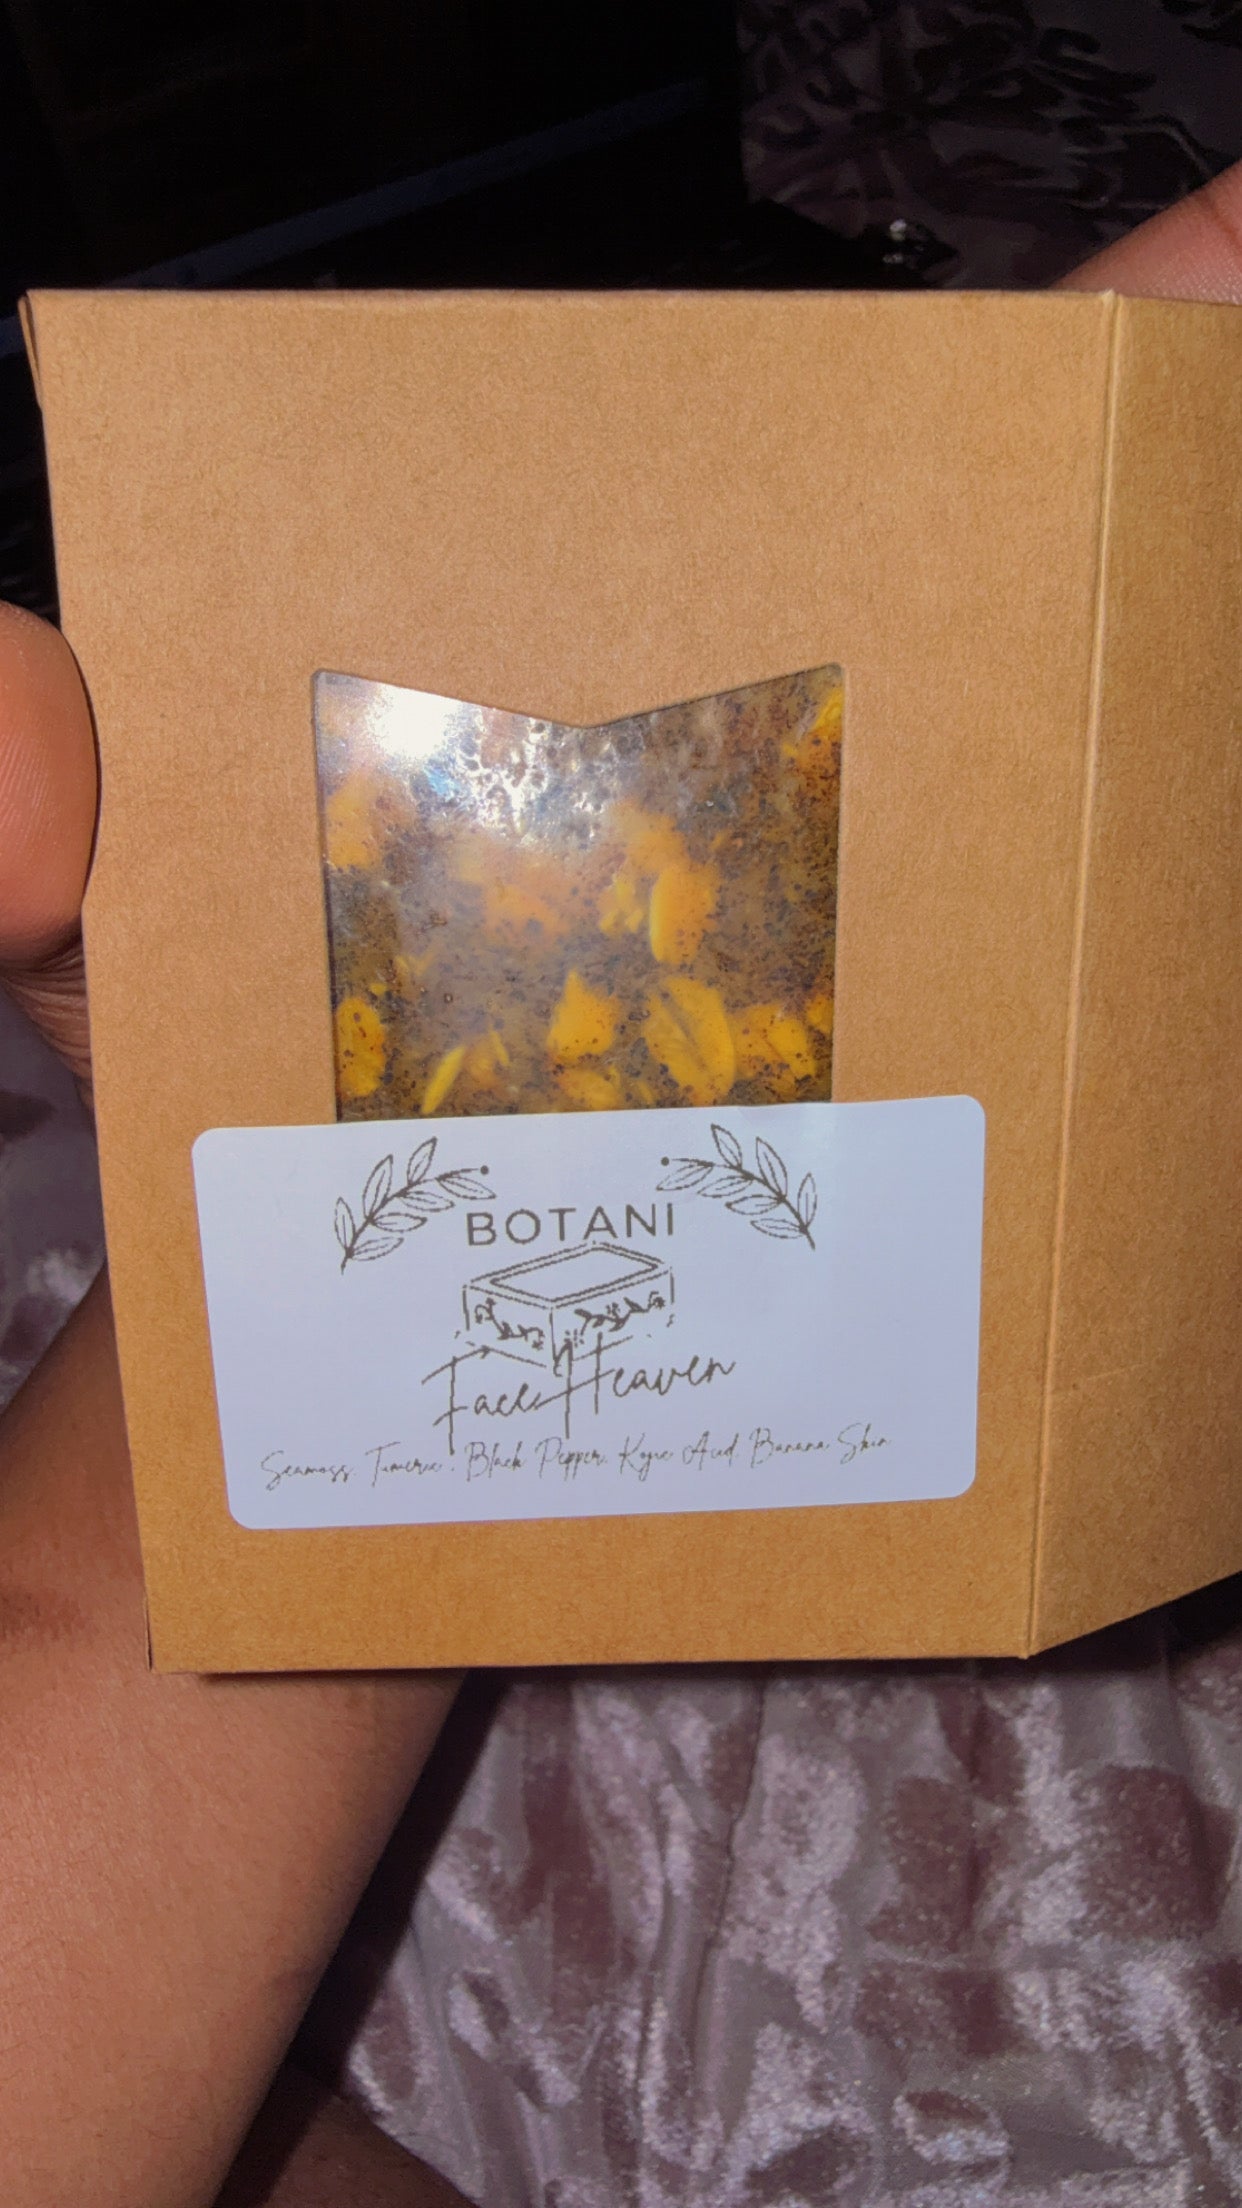 BOTANI
Face Heaven
Seamoss. Tumeric. Black Pepper. Kojic Acid. Banana Skin